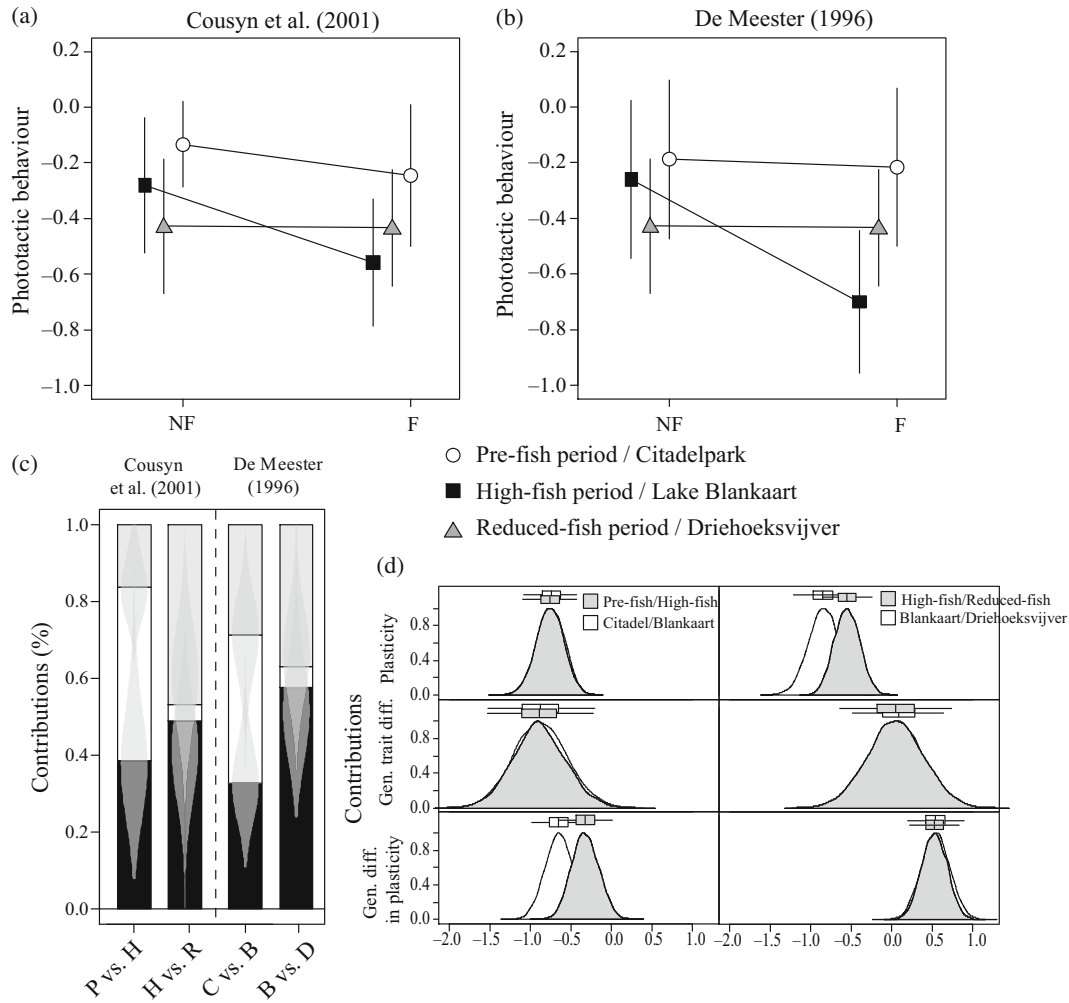 (a)
Cousyn et al. (2001)
Phototactic behaviour
0.2
0.0
−0.2
−0.4
−0.6
−0.8
−1.0
NF
F
(b)
De Meester (1996)
Phototactic behaviour
0.2
0.0
−0.2
−0.4
−0.6
−0.8
−1.0
NF
F
Pre-fish period / Citadelpark
High-fish period / Lake Blankaart
Reduced-fish period / Driehoeksvijver
(c)
Cousyn
et al. (2001)
De Meester
(1996)
Contributions (%)
1.0
0.8
0.6
0.4
0.2
0.0
P vs. H
H vs. R
C vs. B
B vs. D
(d)
Contributions
Plasticity
0.8
0.4
0.0
Pre-fish/High-fish
Citadel/Blankaart
High-fish/Reduced-fish
Blankaart/Driehoeksvijver
Gen. trait diff.
0.8
0.4
0.0
Gen. diff.
in plasticity
0.8
0.4
0.0
−2.0
−1.5
−1.0
−0.5
0.0
0.5
1.0
−2.0
−1.5
−1.0
−0.5
0.0
0.5
1.0